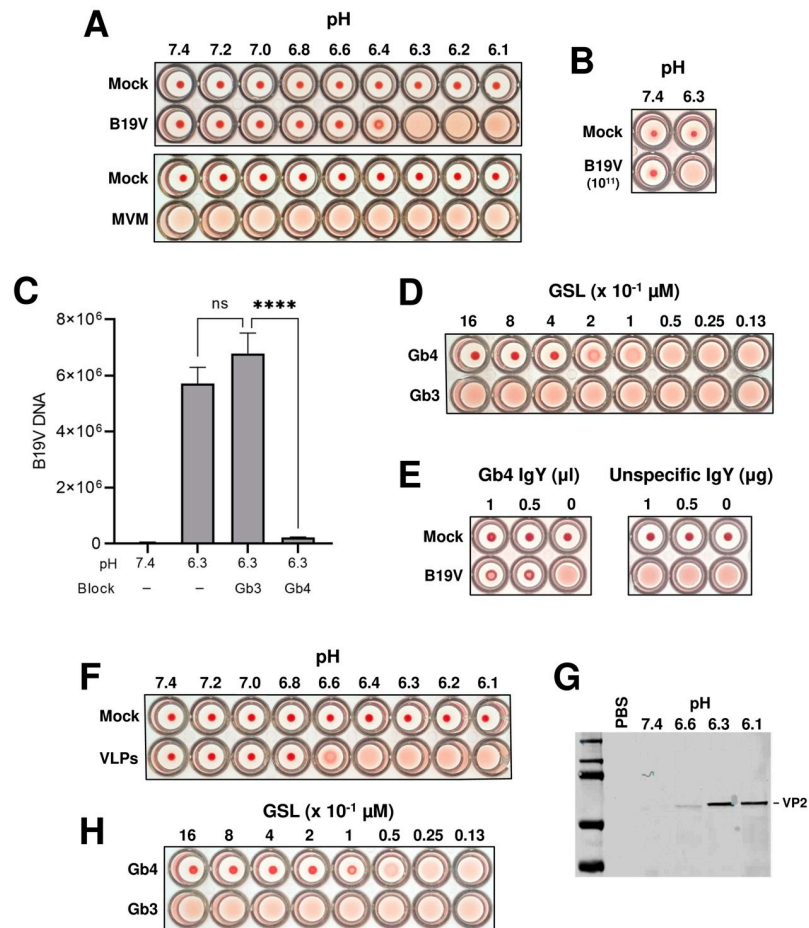 A
pH
7.4 7.2 7.0 6.8 6.6 6.4 6.3 6.2 6.1
Mock
B19V
Mock
MVM
B
pH
7.4 6.3
Mock
B19V
(10¹¹)
C
ns ****
8×10⁶
6×10⁶
4×10⁶
2×10⁶
0
B19V DNA
pH 7.4 6.3 6.3 6.3
Block – – Gb3 Gb4
D
GSL (x 10⁻¹ µM)
16 8 4 2 1 0.5 0.25 0.13
Gb4
Gb3
E
Gb4 IgY (µl) Unspecific IgY (µg)
1 0.5 0 1 0.5 0
Mock
B19V
F
pH
7.4 7.2 7.0 6.8 6.6 6.4 6.3 6.2 6.1
Mock
VLPs
G
PBS
pH
7.4 6.6 6.3 6.1
– VP2
H
GSL (x 10⁻¹ µM)
16 8 4 2 1 0.5 0.25 0.13
Gb4
Gb3